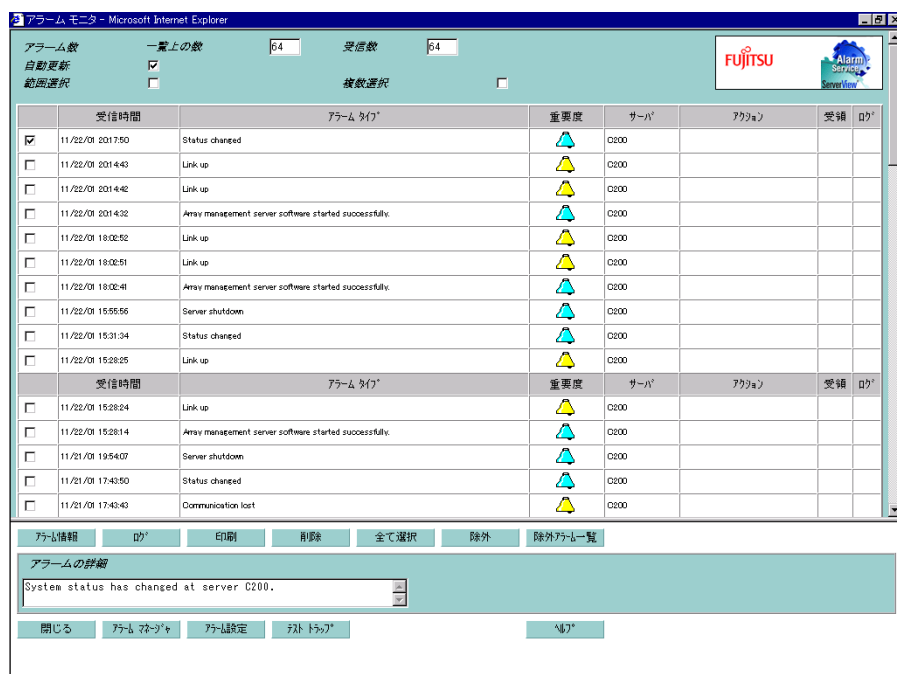 アラーム モニタ - Microsoft Internet Explorer
アラーム数 一覧上の数 64 受信数 64
自動更新
範囲選択 複数選択
FUJITSU
Alarm Service
ServerView
受信時間 アラーム タイプ 重要度 サーバ アクション 受領 ログ
11/22/01 20:17:50 Status changed C200
11/22/01 20:14:43 Link up C200
11/22/01 20:14:42 Link up C200
11/22/01 20:14:32 Array management server software started successfully. C200
11/22/01 18:02:52 Link up C200
11/22/01 18:02:51 Link up C200
11/22/01 18:02:41 Array management server software started successfully. C200
11/22/01 15:55:56 Server shutdown C200
11/22/01 15:31:34 Status changed C200
11/22/01 15:28:25 Link up C200
受信時間 アラーム タイプ 重要度 サーバ アクション 受領 ログ
11/22/01 15:28:24 Link up C200
11/22/01 15:28:14 Array management server software started successfully. C200
11/21/01 19:54:07 Server shutdown C200
11/21/01 17:43:50 Status changed C200
11/21/01 17:43:43 Communication lost C200
アラーム情報 ログ 印刷 削除 全て選択 除外 除外アラーム一覧
アラームの詳細
System status has changed at server C200.
閉じる アラーム マネージャ アラーム設定 テスト トラップ ヘルプ